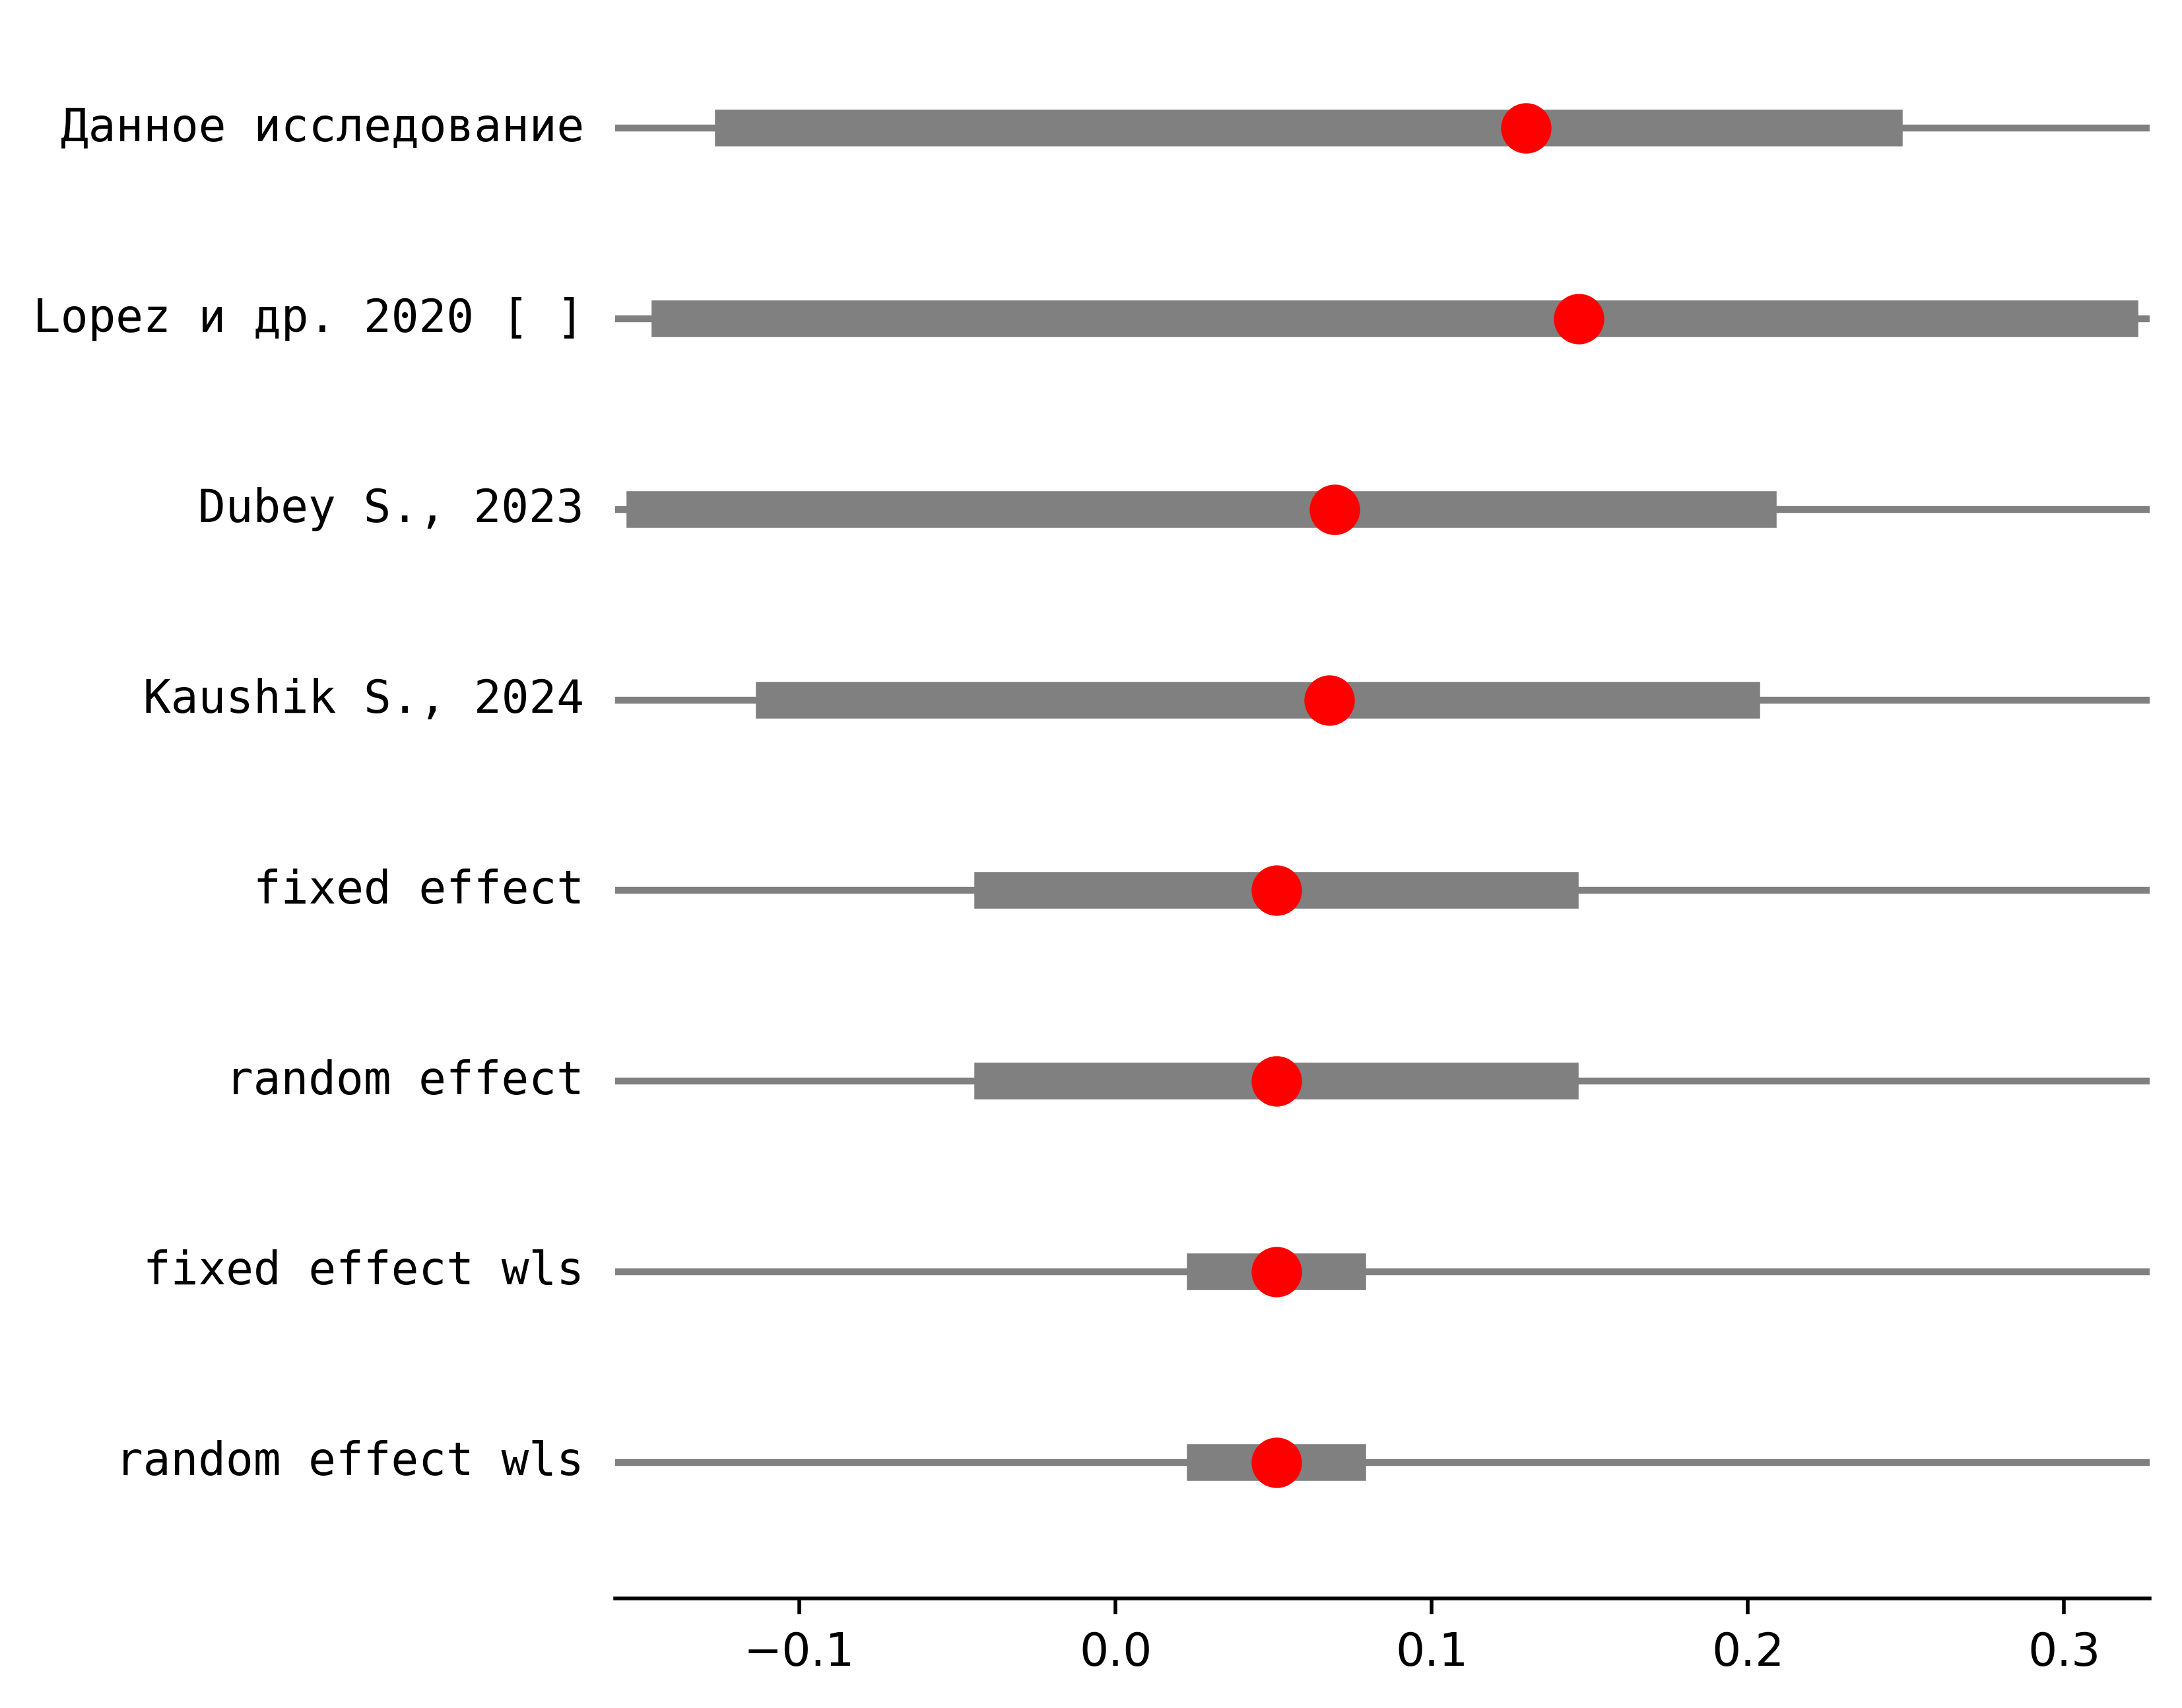 Данное исследование
Lopez и др. 2020 [ ]
Dubey S., 2023
Kaushik S., 2024
fixed effect
random effect
fixed effect wls
random effect wls
−0.1 0.0 0.1 0.2 0.3